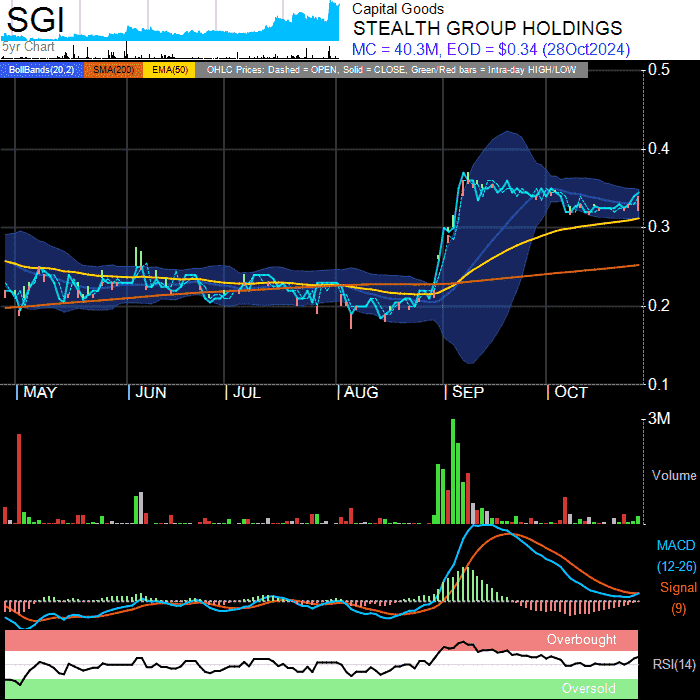 SGI
5yr Chart
Capital Goods
STEALTH GROUP HOLDINGS
MC = 40.3M, EOD = $0.34 (28Oct2024)
BollBands(20,2) SMA(200) EMA(50) OHLC Prices: Dashed = OPEN, Solid = CLOSE, Green/Red bars = Intra-day HIGH/LOW
0.5
0.4
0.3
0.2
0.1
MAY JUN JUL AUG SEP OCT
3M
Volume
MACD
(12-26)
Signal
(9)
Overbought
RSI(14)
Oversold